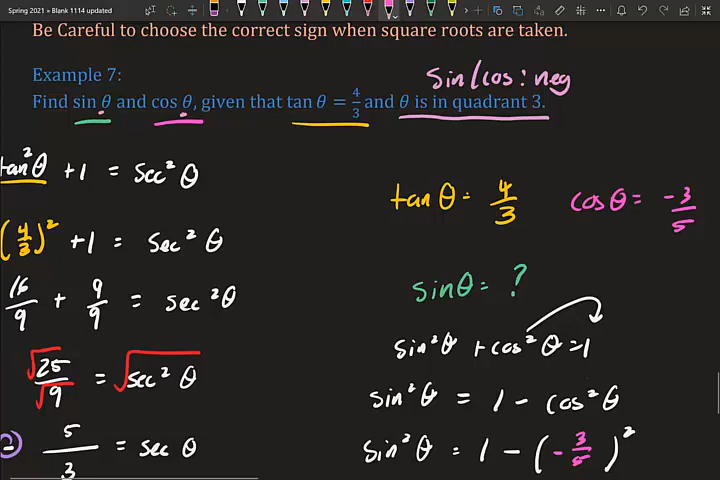 Spring 2021 » Blank 1114 updated
Be Careful to choose the correct sign when square roots are taken.
Example 7:
sin/cos : neg
Find sin θ and cos θ, given that tan θ = 4/3 and θ is in quadrant 3.
tan²θ + 1 = sec²θ
(4/3)² + 1 = sec²θ
16/9 + 9/9 = sec²θ
√25/√9 = √sec²θ
- 5/3 = sec θ
tan θ = 4/3
cos θ = -3/5
sin θ = ?
sin²θ + cos²θ = 1
sin²θ = 1 - cos²θ
sin²θ = 1 - (-3/5)²